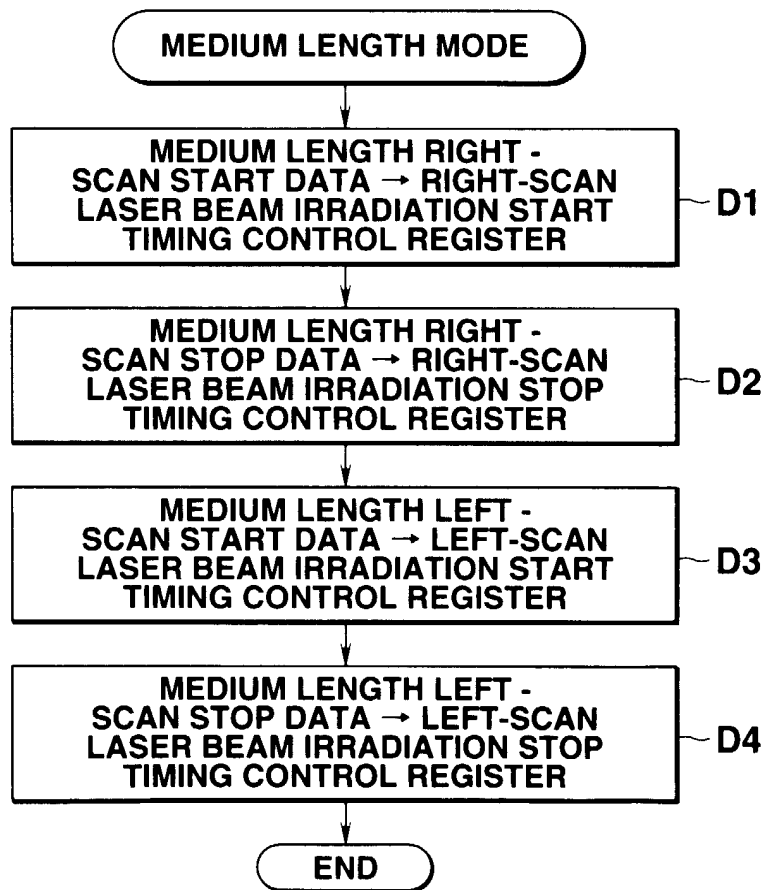 MEDIUM LENGTH MODE
MEDIUM LENGTH RIGHT -
SCAN START DATA → RIGHT-SCAN
LASER BEAM IRRADIATION START
TIMING CONTROL REGISTER
D1
MEDIUM LENGTH RIGHT -
SCAN STOP DATA → RIGHT-SCAN
LASER BEAM IRRADIATION STOP
TIMING CONTROL REGISTER
D2
MEDIUM LENGTH LEFT -
SCAN START DATA → LEFT-SCAN
LASER BEAM IRRADIATION START
TIMING CONTROL REGISTER
D3
MEDIUM LENGTH LEFT -
SCAN STOP DATA → LEFT-SCAN
LASER BEAM IRRADIATION STOP
TIMING CONTROL REGISTER
D4
END